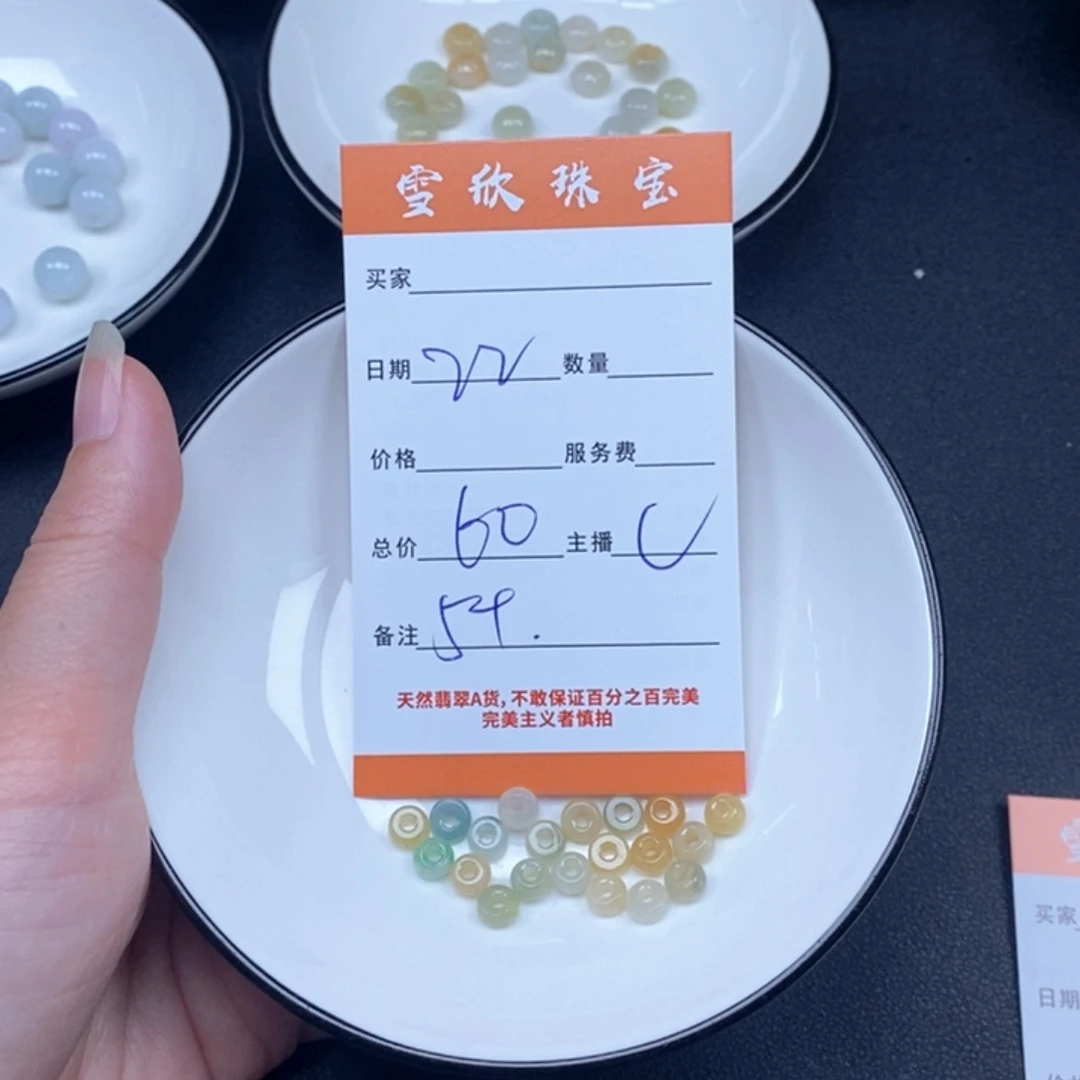 雪欣珠宝
买家
日期 22 数量
价格 服务费
总价 60 主播 C
备注 54.
天然翡翠A货,不敢保证百分之百完美
完美主义者慎拍
买家
日期